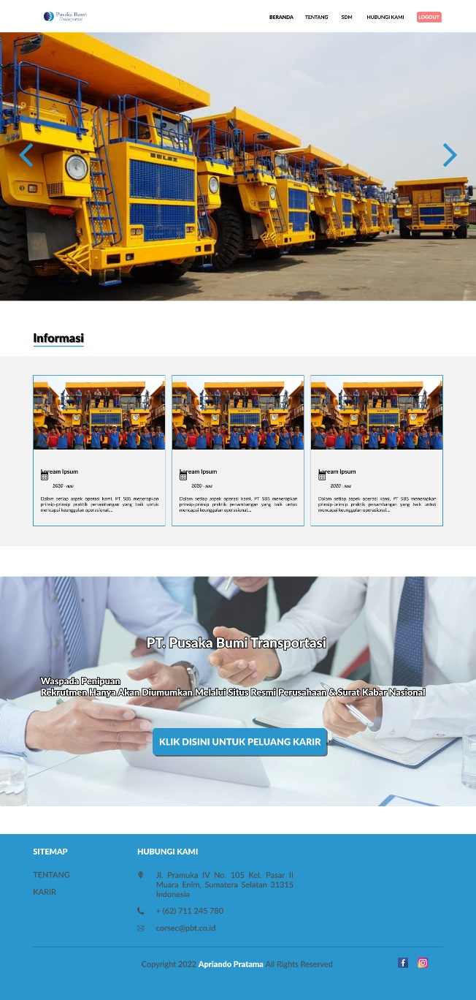 Pusaka Bumi
Transportasi
BERANDA TENTANG SDM HUBUNGI KAMI LOGOUT
BELAZ
Informasi
Loream Ipsum
2020 - nov
Dalam setiap aspek operasi kami, PT SBS menerapkan
prinsip-prinsip praktik penambangan yang baik untuk
mencapai keunggulan operasional....
Loream Ipsum
2020 - nov
Dalam setiap aspek operasi kami, PT SBS menerapkan
prinsip-prinsip praktik penambangan yang baik untuk
mencapai keunggulan operasional....
Loream Ipsum
2020 - nov
Dalam setiap aspek operasi kami, PT SBS menerapkan
prinsip-prinsip praktik penambangan yang baik untuk
mencapai keunggulan operasional....
PT. Pusaka Bumi Transportasi
Waspada Penipuan
Rekrutmen Hanya Akan Diumumkan Melalui Situs Resmi Perusahaan & Surat Kabar Nasional
KLIK DISINI UNTUK PELUANG KARIR
SITEMAP
TENTANG
KARIR
HUBUNGI KAMI
Jl. Pramuka IV No. 105 Kel. Pasar II
Muara Enim, Sumatera Selatan 31315
Indonesia
+ (62) 711 245 780
corsec@pbt.co.id
Copyright 2022 Apriando Pratama All Rights Reserved